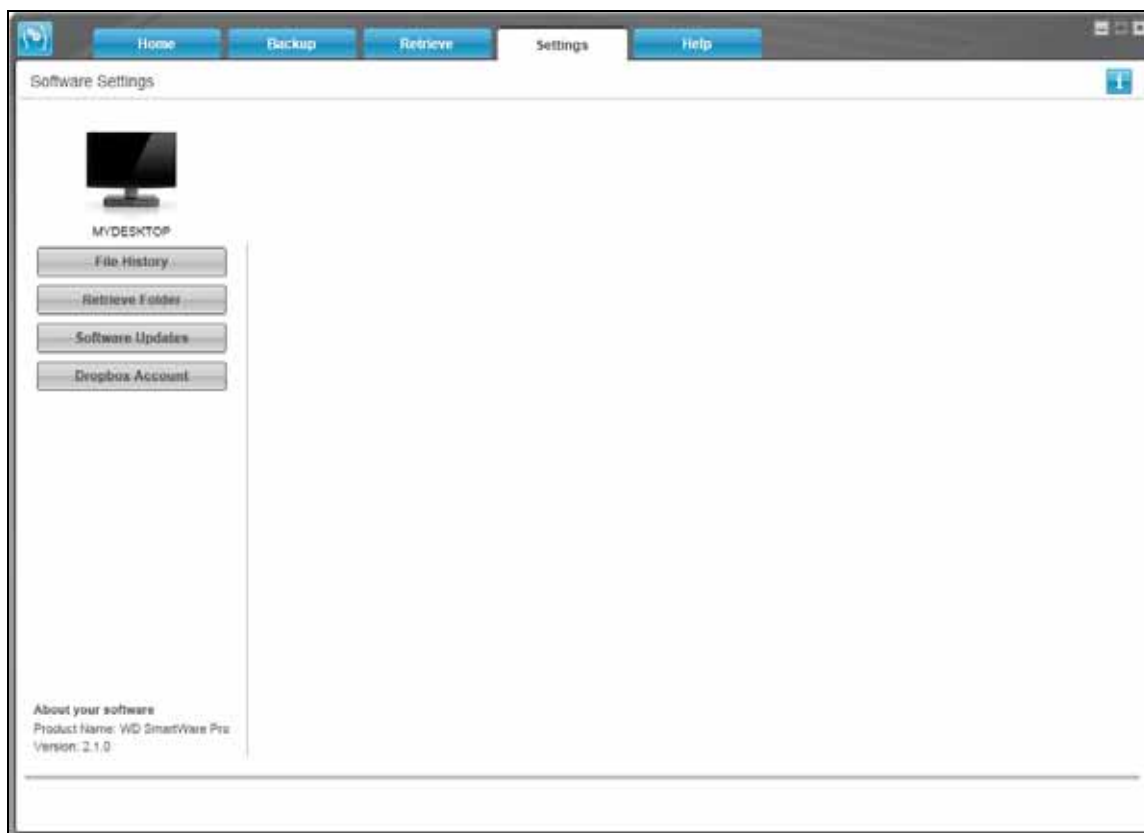 Home
Backup
Retrieve
Settings
Help
Software Settings
i
MYDESKTOP
File History
Retrieve Folder
Software Updates
Dropbox Account
About your software
Product Name: WD SmartWare Pro
Version: 2.1.0